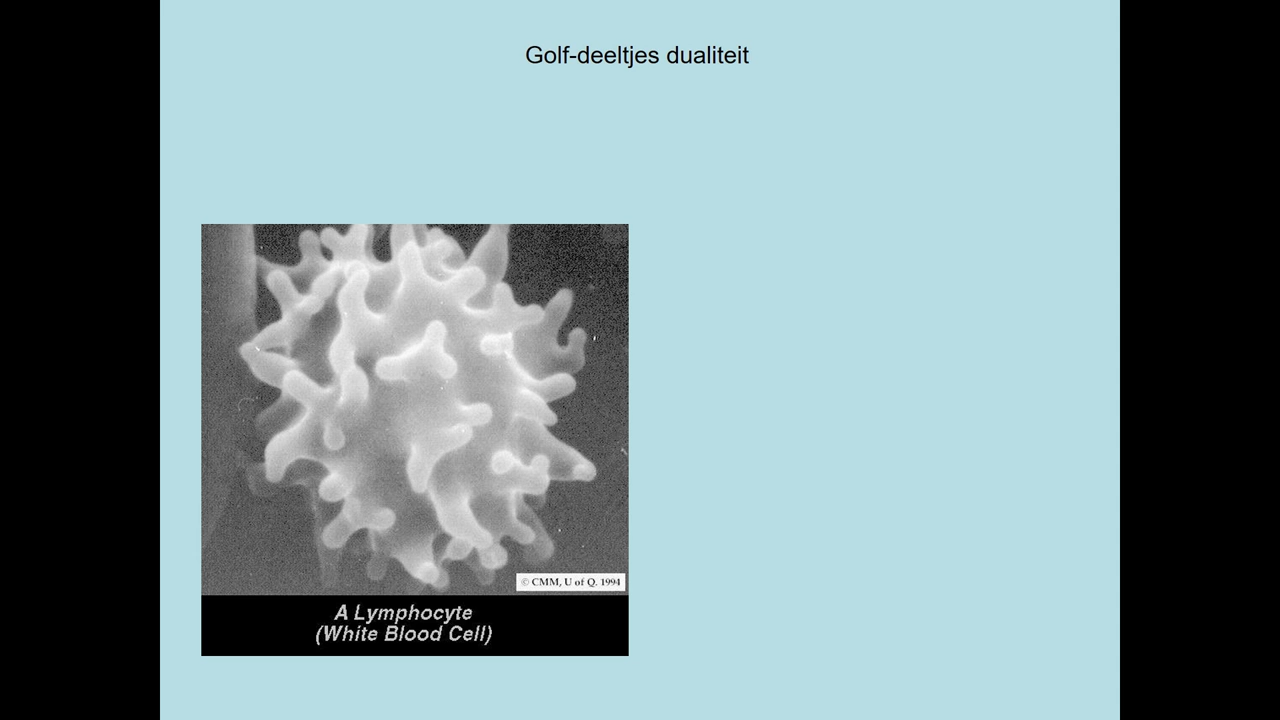 Golf-deeltjes dualiteit
© CMM, U of Q. 1994
A Lymphocyte
(White Blood Cell)